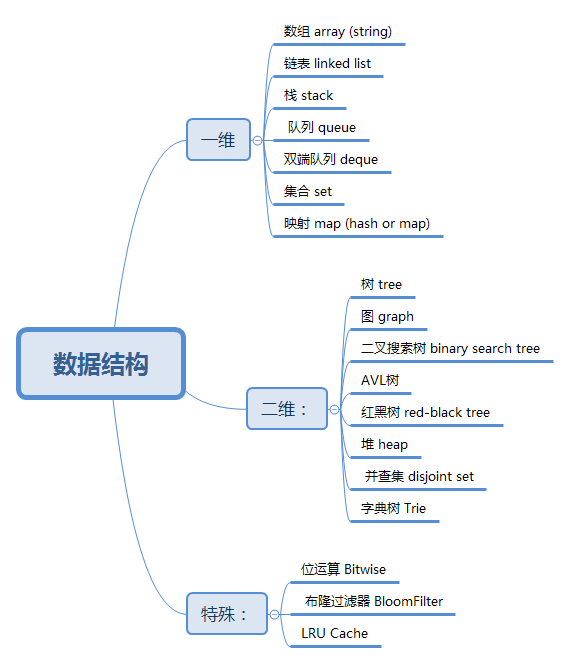 数组 array (string)
链表 linked list
栈 stack
队列 queue
一维
双端队列 deque
集合 set
映射 map (hash or map)
树 tree
图 graph
二叉搜索树 binary search tree
数据结构
AVL树
二维：
红黑树 red-black tree
堆 heap
并查集 disjoint set
字典树 Trie
位运算 Bitwise
特殊：
布隆过滤器 BloomFilter
LRU Cache